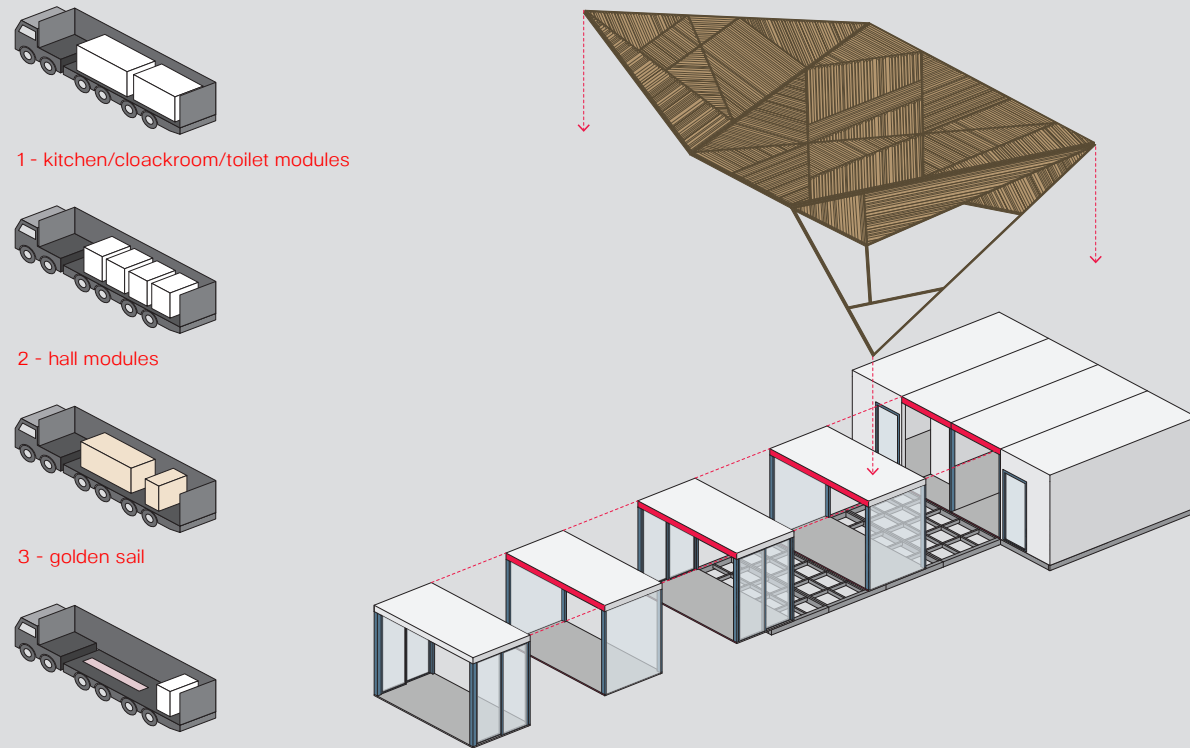 1 - kitchen/cloackroom/toilet modules
2 - hall modules
3 - golden sail